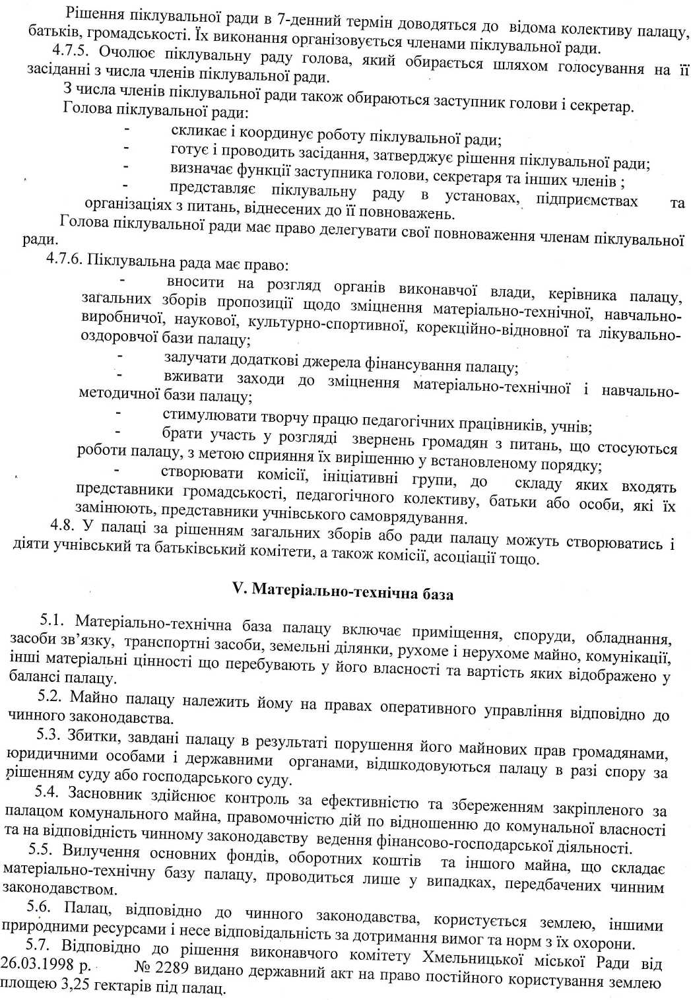 Рішення піклувальної ради в 7-денний термін доводяться до відома колективу палацу,
батьків, громадськості. Їх виконання організовується членами піклувальної ради.
4.7.5. Очолює піклувальну раду голова, який обирається шляхом голосування на її
засіданні з числа членів піклувальної ради.
З числа членів піклувальної ради також обираються заступник голови і секретар.
Голова піклувальної ради:
- скликає і координує роботу піклувальної ради;
- готує і проводить засідання, затверджує рішення піклувальної ради;
- визначає функції заступника голови, секретаря та інших членів ;
- представляє піклувальну раду в установах, підприємствах та
організаціях з питань, віднесених до її повноважень.
Голова піклувальної ради має право делегувати свої повноваження членам піклувальної
ради.
4.7.6. Піклувальна рада має право:
- вносити на розгляд органів виконавчої влади, керівника палацу,
загальних зборів пропозиції щодо зміцнення матеріально-технічної, навчально-
виробничої, наукової, культурно-спортивної, корекційно-відновної та лікувально-
оздоровчої бази палацу;
- залучати додаткові джерела фінансування палацу;
- вживати заходи до зміцнення матеріально-технічної і навчально-
методичної бази палацу;
- стимулювати творчу працю педагогічних працівників, учнів;
- брати участь у розгляді звернень громадян з питань, що стосуються
роботи палацу, з метою сприяння їх вирішенню у встановленому порядку;
- створювати комісії, ініціативні групи, до складу яких входять
представники громадськості, педагогічного колективу, батьки або особи, які їх
замінюють, представники учнівського самоврядування.
4.8. У палаці за рішенням загальних зборів або ради палацу можуть створюватись і
діяти учнівський та батьківський комітети, а також комісії, асоціації тощо.
V. Матеріально-технічна база
5.1. Матеріально-технічна база палацу включає приміщення, споруди, обладнання,
засоби зв’язку, транспортні засоби, земельні ділянки, рухоме і нерухоме майно, комунікації,
інші матеріальні цінності що перебувають у його власності та вартість яких відображено у
балансі палацу.
5.2. Майно палацу належить йому на правах оперативного управління відповідно до
чинного законодавства.
5.3. Збитки, завдані палацу в результаті порушення його майнових прав громадянами,
юридичними особами і державними органами, відшкодовуються палацу в разі спору за
рішенням суду або господарського суду.
5.4. Засновник здійснює контроль за ефективністю та збереженням закріпленого за
палацом комунального майна, правомочністю дій по відношенню до комунальної власності
та на відповідність чинному законодавству ведення фінансово-господарської діяльності.
5.5. Вилучення основних фондів, оборотних коштів та іншого майна, що складає
матеріально-технічну базу палацу, проводиться лише у випадках, передбачених чинним
законодавством.
5.6. Палац, відповідно до чинного законодавства, користується землею, іншими
природними ресурсами і несе відповідальність за дотримання вимог та норм з їх охорони.
5.7. Відповідно до рішення виконавчого комітету Хмельницької міської Ради від
26.03.1998 р. № 2289 видано державний акт на право постійного користування землею
площею 3,25 гектарів під палац.